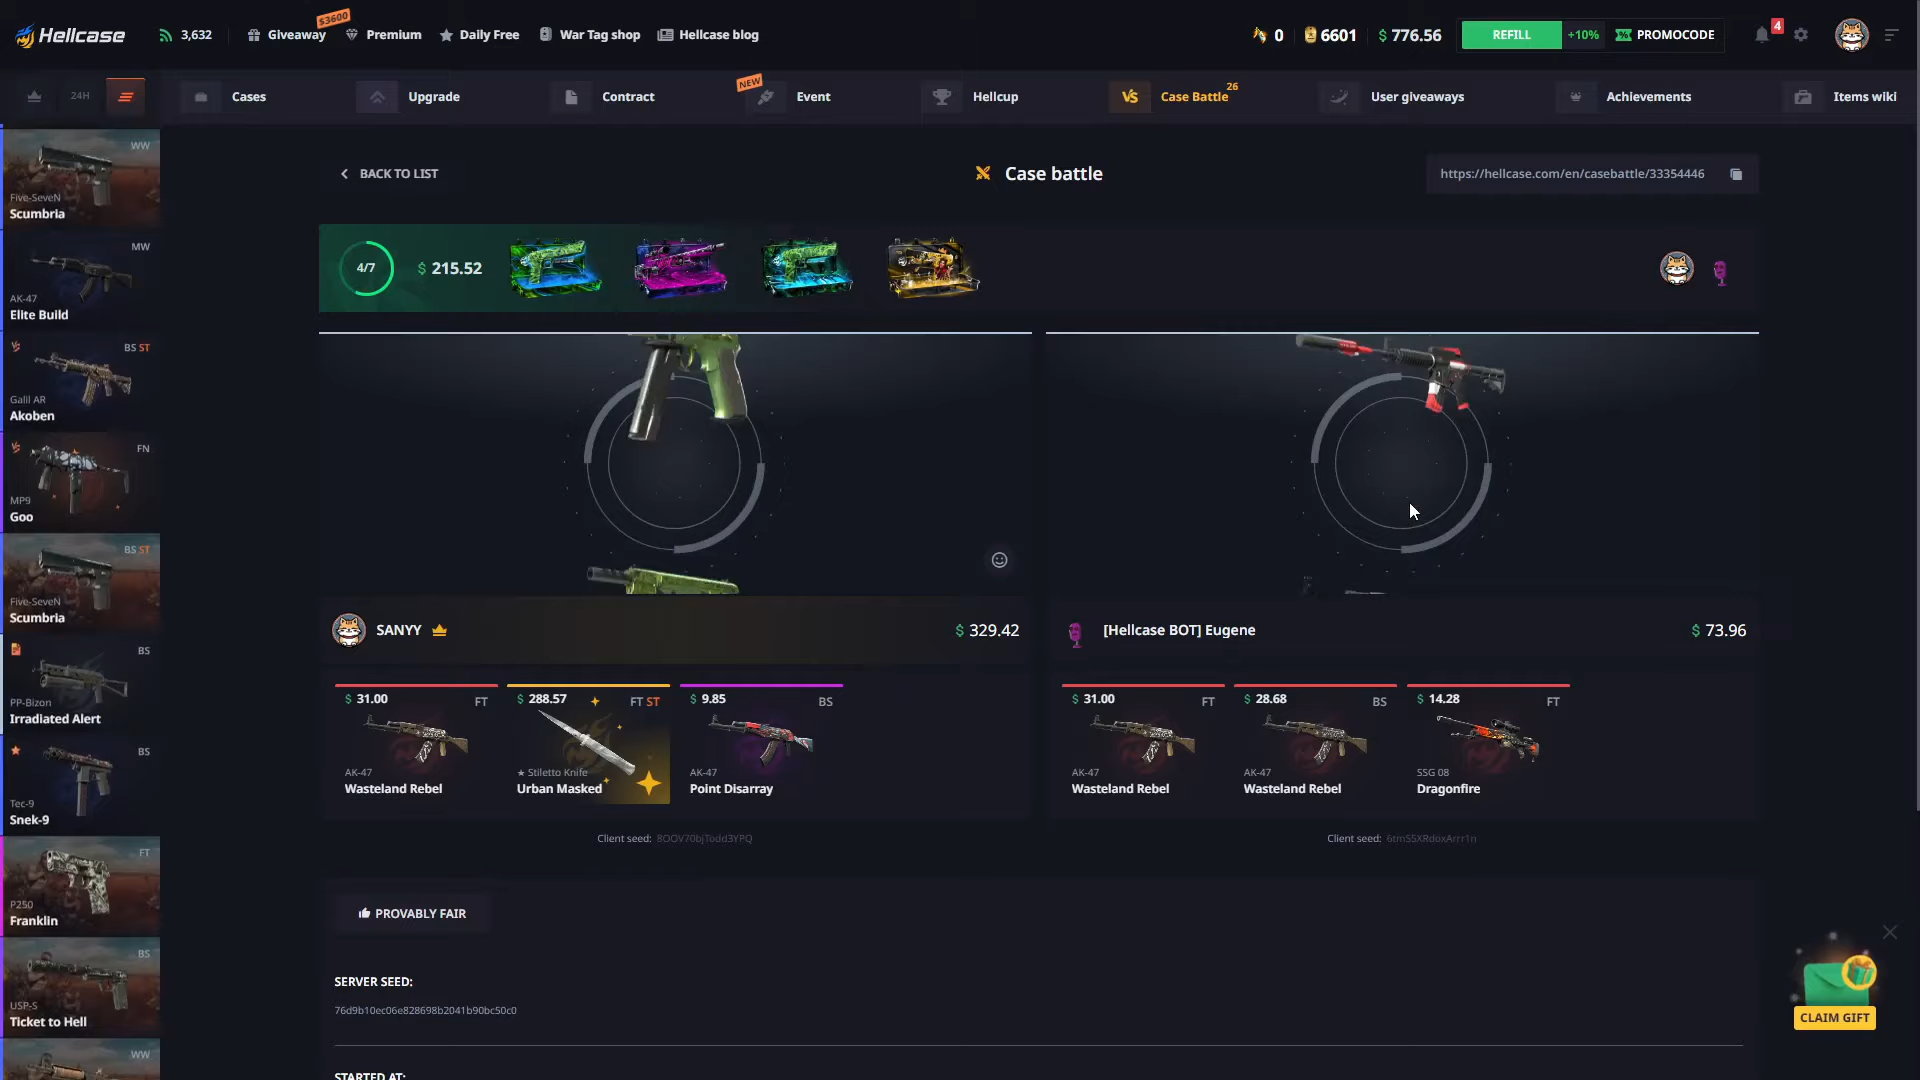 Hellcase
3,632
Giveaway
$3600
Premium
Daily Free
War Tag shop
Hellcase blog
0
6601
$ 776.56
REFILL
+10%
PROMOCODE
4
24H
Cases
Upgrade
Contract
NEW
Event
Hellcup
VS
Case Battle
26
User giveaways
Achievements
Items wiki
WW
Five-SeveN
Scumbria
MW
AK-47
Elite Build
BS ST
Galil AR
Akoben
FN
MP9
Goo
BS ST
Five-SeveN
Scumbria
BS
PP-Bizon
Irradiated Alert
BS
Tec-9
Snek-9
FT
P250
Franklin
BS
USP-S
Ticket to Hell
WW
BACK TO LIST
Case battle
https://hellcase.com/en/casebattle/33354446
4/7
$ 215.52
SANYY
$ 329.42
[Hellcase BOT] Eugene
$ 73.96
$ 31.00
FT
AK-47
Wasteland Rebel
$ 288.57
FT ST
★ Stiletto Knife
Urban Masked
$ 9.85
BS
AK-47
Point Disarray
$ 31.00
FT
AK-47
Wasteland Rebel
$ 28.68
BS
AK-47
Wasteland Rebel
$ 14.28
FT
SSG 08
Dragonfire
Client seed: 8OOV70bjTodd3YPQ
Client seed: 6tmS5XRdoxArrr1n
PROVABLY FAIR
SERVER SEED:
76d9b10ec06e828698b2041b90bc50c0
STARTED AT:
CLAIM GIFT